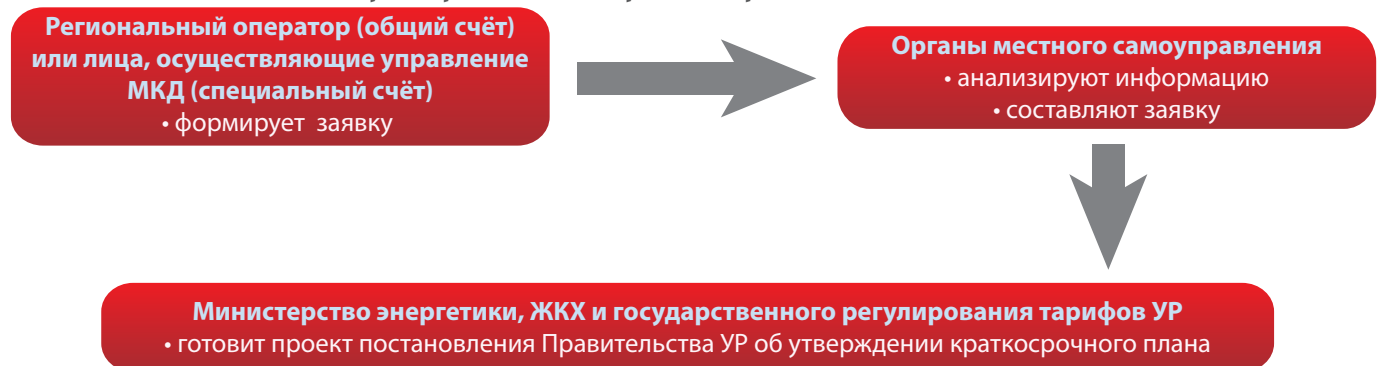 Региональный оператор (общий счёт)
или лица, осуществляющие управление
МКД (специальный счёт)
• формирует заявку
Органы местного самоуправления
• анализируют информацию
• составляют заявку
Министерство энергетики, ЖКХ и государственного регулирования тарифов УР
• готовит проект постановления Правительства УР об утверждении краткосрочного плана